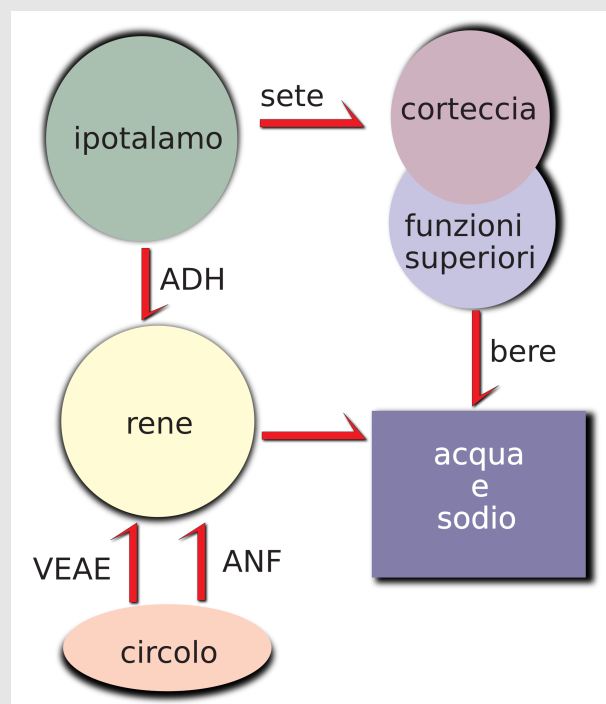 sete
corteccia
ipotalamo
funzioni
superiori
ADH
bere
rene
acqua
e
sodio
VEAE
ANF
circolo